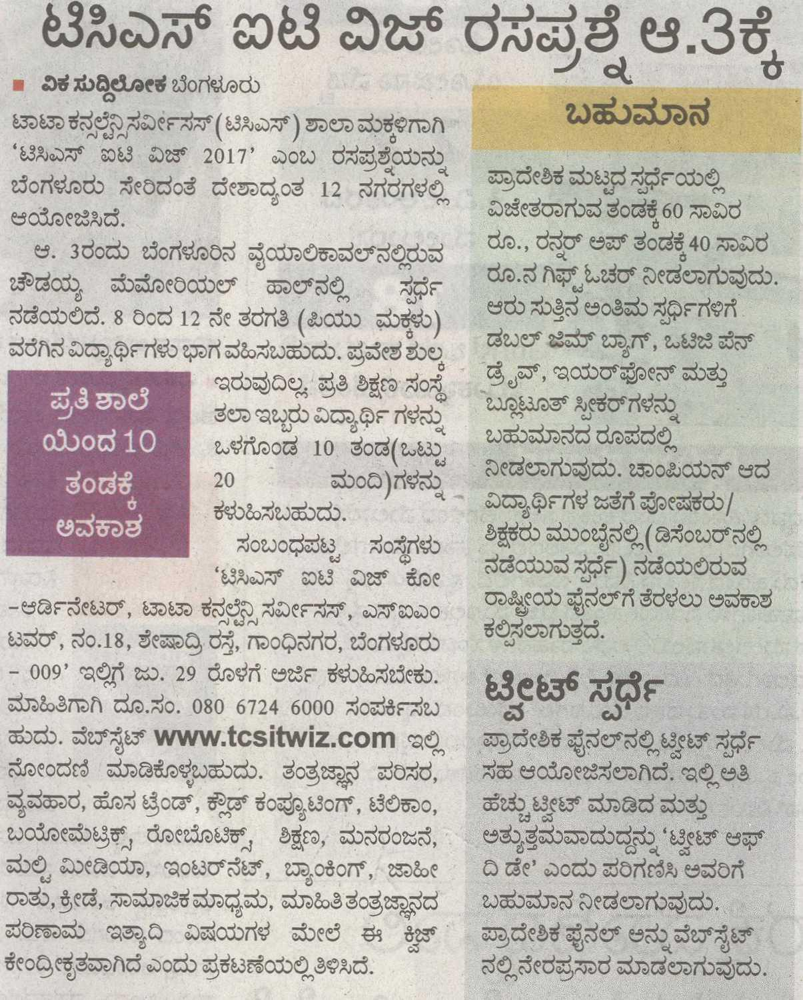 ಟಿಸಿಎಸ್ ಐಟಿ ವಿಜ್ ರಸಪ್ರಶ್ನೆ ಆ.3ಕ್ಕೆ
■ ವಿಕ ಸುದ್ದಿಲೋಕ ಬೆಂಗಳೂರು
ಟಾಟಾ ಕನ್ಸಲ್ಟೆನ್ಸಿ ಸರ್ವೀಸಸ್ (ಟಿಸಿಎಸ್) ಶಾಲಾ ಮಕ್ಕಳಿಗಾಗಿ
‘ಟಿಸಿಎಸ್ ಐಟಿ ವಿಜ್ 2017’ ಎಂಬ ರಸಪ್ರಶ್ನೆಯನ್ನು
ಬೆಂಗಳೂರು ಸೇರಿದಂತೆ ದೇಶಾದ್ಯಂತ 12 ನಗರಗಳಲ್ಲಿ
ಆಯೋಜಿಸಿದೆ.
ಆ. 3ರಂದು ಬೆಂಗಳೂರಿನ ವೈಯಾಲಿಕಾವಲ್‌ನಲ್ಲಿರುವ
ಚೌಡಯ್ಯ ಮೆಮೋರಿಯಲ್ ಹಾಲ್‌ನಲ್ಲಿ ಸ್ಪರ್ಧೆ
ನಡೆಯಲಿದೆ. 8 ರಿಂದ 12 ನೇ ತರಗತಿ (ಪಿಯು ಮಕ್ಕಳು)
ವರೆಗಿನ ವಿದ್ಯಾರ್ಥಿಗಳು ಭಾಗ ವಹಿಸಬಹುದು. ಪ್ರವೇಶ ಶುಲ್ಕ
ಇರುವುದಿಲ್ಲ. ಪ್ರತಿ ಶಿಕ್ಷಣ ಸಂಸ್ಥೆ
ತಲಾ ಇಬ್ಬರು ವಿದ್ಯಾರ್ಥಿ ಗಳನ್ನು
ಒಳಗೊಂಡ 10 ತಂಡ(ಒಟ್ಟು
20 ಮಂದಿ)ಗಳನ್ನು
ಕಳುಹಿಸಬಹುದು.
ಪ್ರತಿ ಶಾಲೆ
ಯಿಂದ 10
ತಂಡಕ್ಕೆ
ಅವಕಾಶ
ಸಂಬಂಧಪಟ್ಟ ಸಂಸ್ಥೆಗಳು
‘ಟಿಸಿಎಸ್ ಐಟಿ ವಿಜ್ ಕೋ
-ಆರ್ಡಿನೇಟರ್, ಟಾಟಾ ಕನ್ಸಲ್ಟೆನ್ಸಿ ಸರ್ವೀಸಸ್, ಎಸ್‌ಐಎಂ
ಟವರ್, ನಂ.18, ಶೇಷಾದ್ರಿ ರಸ್ತೆ, ಗಾಂಧಿನಗರ, ಬೆಂಗಳೂರು
- 009’ ಇಲ್ಲಿಗೆ ಜು. 29 ರೊಳಗೆ ಅರ್ಜಿ ಕಳುಹಿಸಬೇಕು.
ಮಾಹಿತಿಗಾಗಿ ದೂ.ಸಂ. 080 6724 6000 ಸಂಪರ್ಕಿಸಬ
ಹುದು. ವೆಬ್‌ಸೈಟ್ www.tcsitwiz.com ಇಲ್ಲಿ
ನೋಂದಣಿ ಮಾಡಿಕೊಳ್ಳಬಹುದು. ತಂತ್ರಜ್ಞಾನ ಪರಿಸರ,
ವ್ಯವಹಾರ, ಹೊಸ ಟ್ರೆಂಡ್, ಕ್ಲೌಡ್ ಕಂಪ್ಯೂಟಿಂಗ್, ಟೆಲಿಕಾಂ,
ಬಯೋಮೆಟ್ರಿಕ್ಸ್, ರೋಬೊಟಿಕ್ಸ್, ಶಿಕ್ಷಣ, ಮನರಂಜನೆ,
ಮಲ್ಟಿ ಮೀಡಿಯಾ, ಇಂಟರ್‌ನೆಟ್, ಬ್ಯಾಂಕಿಂಗ್, ಜಾಹೀ
ರಾತು, ಕ್ರೀಡೆ, ಸಾಮಾಜಿಕ ಮಾಧ್ಯಮ, ಮಾಹಿತಿ ತಂತ್ರಜ್ಞಾನದ
ಪರಿಣಾಮ ಇತ್ಯಾದಿ ವಿಷಯಗಳ ಮೇಲೆ ಈ ಕ್ವಿಜ್
ಕೇಂದ್ರೀಕೃತವಾಗಿದೆ ಎಂದು ಪ್ರಕಟಣೆಯಲ್ಲಿ ತಿಳಿಸಿದೆ.
ಬಹುಮಾನ
ಪ್ರಾದೇಶಿಕ ಮಟ್ಟದ ಸ್ಪರ್ಧೆಯಲ್ಲಿ
ವಿಜೇತರಾಗುವ ತಂಡಕ್ಕೆ 60 ಸಾವಿರ
ರೂ., ರನ್ನರ್ ಅಪ್ ತಂಡಕ್ಕೆ 40 ಸಾವಿರ
ರೂ.ನ ಗಿಫ್ಟ್ ಓಚರ್ ನೀಡಲಾಗುವುದು.
ಆರು ಸುತ್ತಿನ ಅಂತಿಮ ಸ್ಪರ್ಧಿಗಳಿಗೆ
ಡಬಲ್ ಜಿಮ್ ಬ್ಯಾಗ್, ಒಟಿಜಿ ಪೆನ್
ಡ್ರೈವ್, ಇಯರ್‌ಫೋನ್ ಮತ್ತು
ಬ್ಲೂಟೂತ್ ಸ್ಪೀಕರ್‌ಗಳನ್ನು
ಬಹುಮಾನದ ರೂಪದಲ್ಲಿ
ನೀಡಲಾಗುವುದು. ಚಾಂಪಿಯನ್ ಆದ
ವಿದ್ಯಾರ್ಥಿಗಳ ಜತೆಗೆ ಪೋಷಕರು/
ಶಿಕ್ಷಕರು ಮುಂಬೈನಲ್ಲಿ (ಡಿಸೆಂಬರ್‌ನಲ್ಲಿ
ನಡೆಯುವ ಸ್ಪರ್ಧೆ) ನಡೆಯಲಿರುವ
ರಾಷ್ಟ್ರೀಯ ಫೈನಲ್‌ಗೆ ತೆರಳಲು ಅವಕಾಶ
ಕಲ್ಪಿಸಲಾಗುತ್ತದೆ.
ಟ್ವೀಟ್ ಸ್ಪರ್ಧೆ
ಪ್ರಾದೇಶಿಕ ಫೈನಲ್‌ನಲ್ಲಿ ಟ್ವೀಟ್ ಸ್ಪರ್ಧೆ
ಸಹ ಆಯೋಜಿಸಲಾಗಿದೆ. ಇಲ್ಲಿ ಅತಿ
ಹೆಚ್ಚು ಟ್ವೀಟ್ ಮಾಡಿದ ಮತ್ತು
ಅತ್ಯುತ್ತಮವಾದುದ್ದನ್ನು ‘ಟ್ವೀಟ್ ಆಫ್
ದಿ ಡೇ’ ಎಂದು ಪರಿಗಣಿಸಿ ಅವರಿಗೆ
ಬಹುಮಾನ ನೀಡಲಾಗುವುದು.
ಪ್ರಾದೇಶಿಕ ಫೈನಲ್ ಅನ್ನು ವೆಬ್‌ಸೈಟ್
ನಲ್ಲಿ ನೇರಪ್ರಸಾರ ಮಾಡಲಾಗುವುದು.